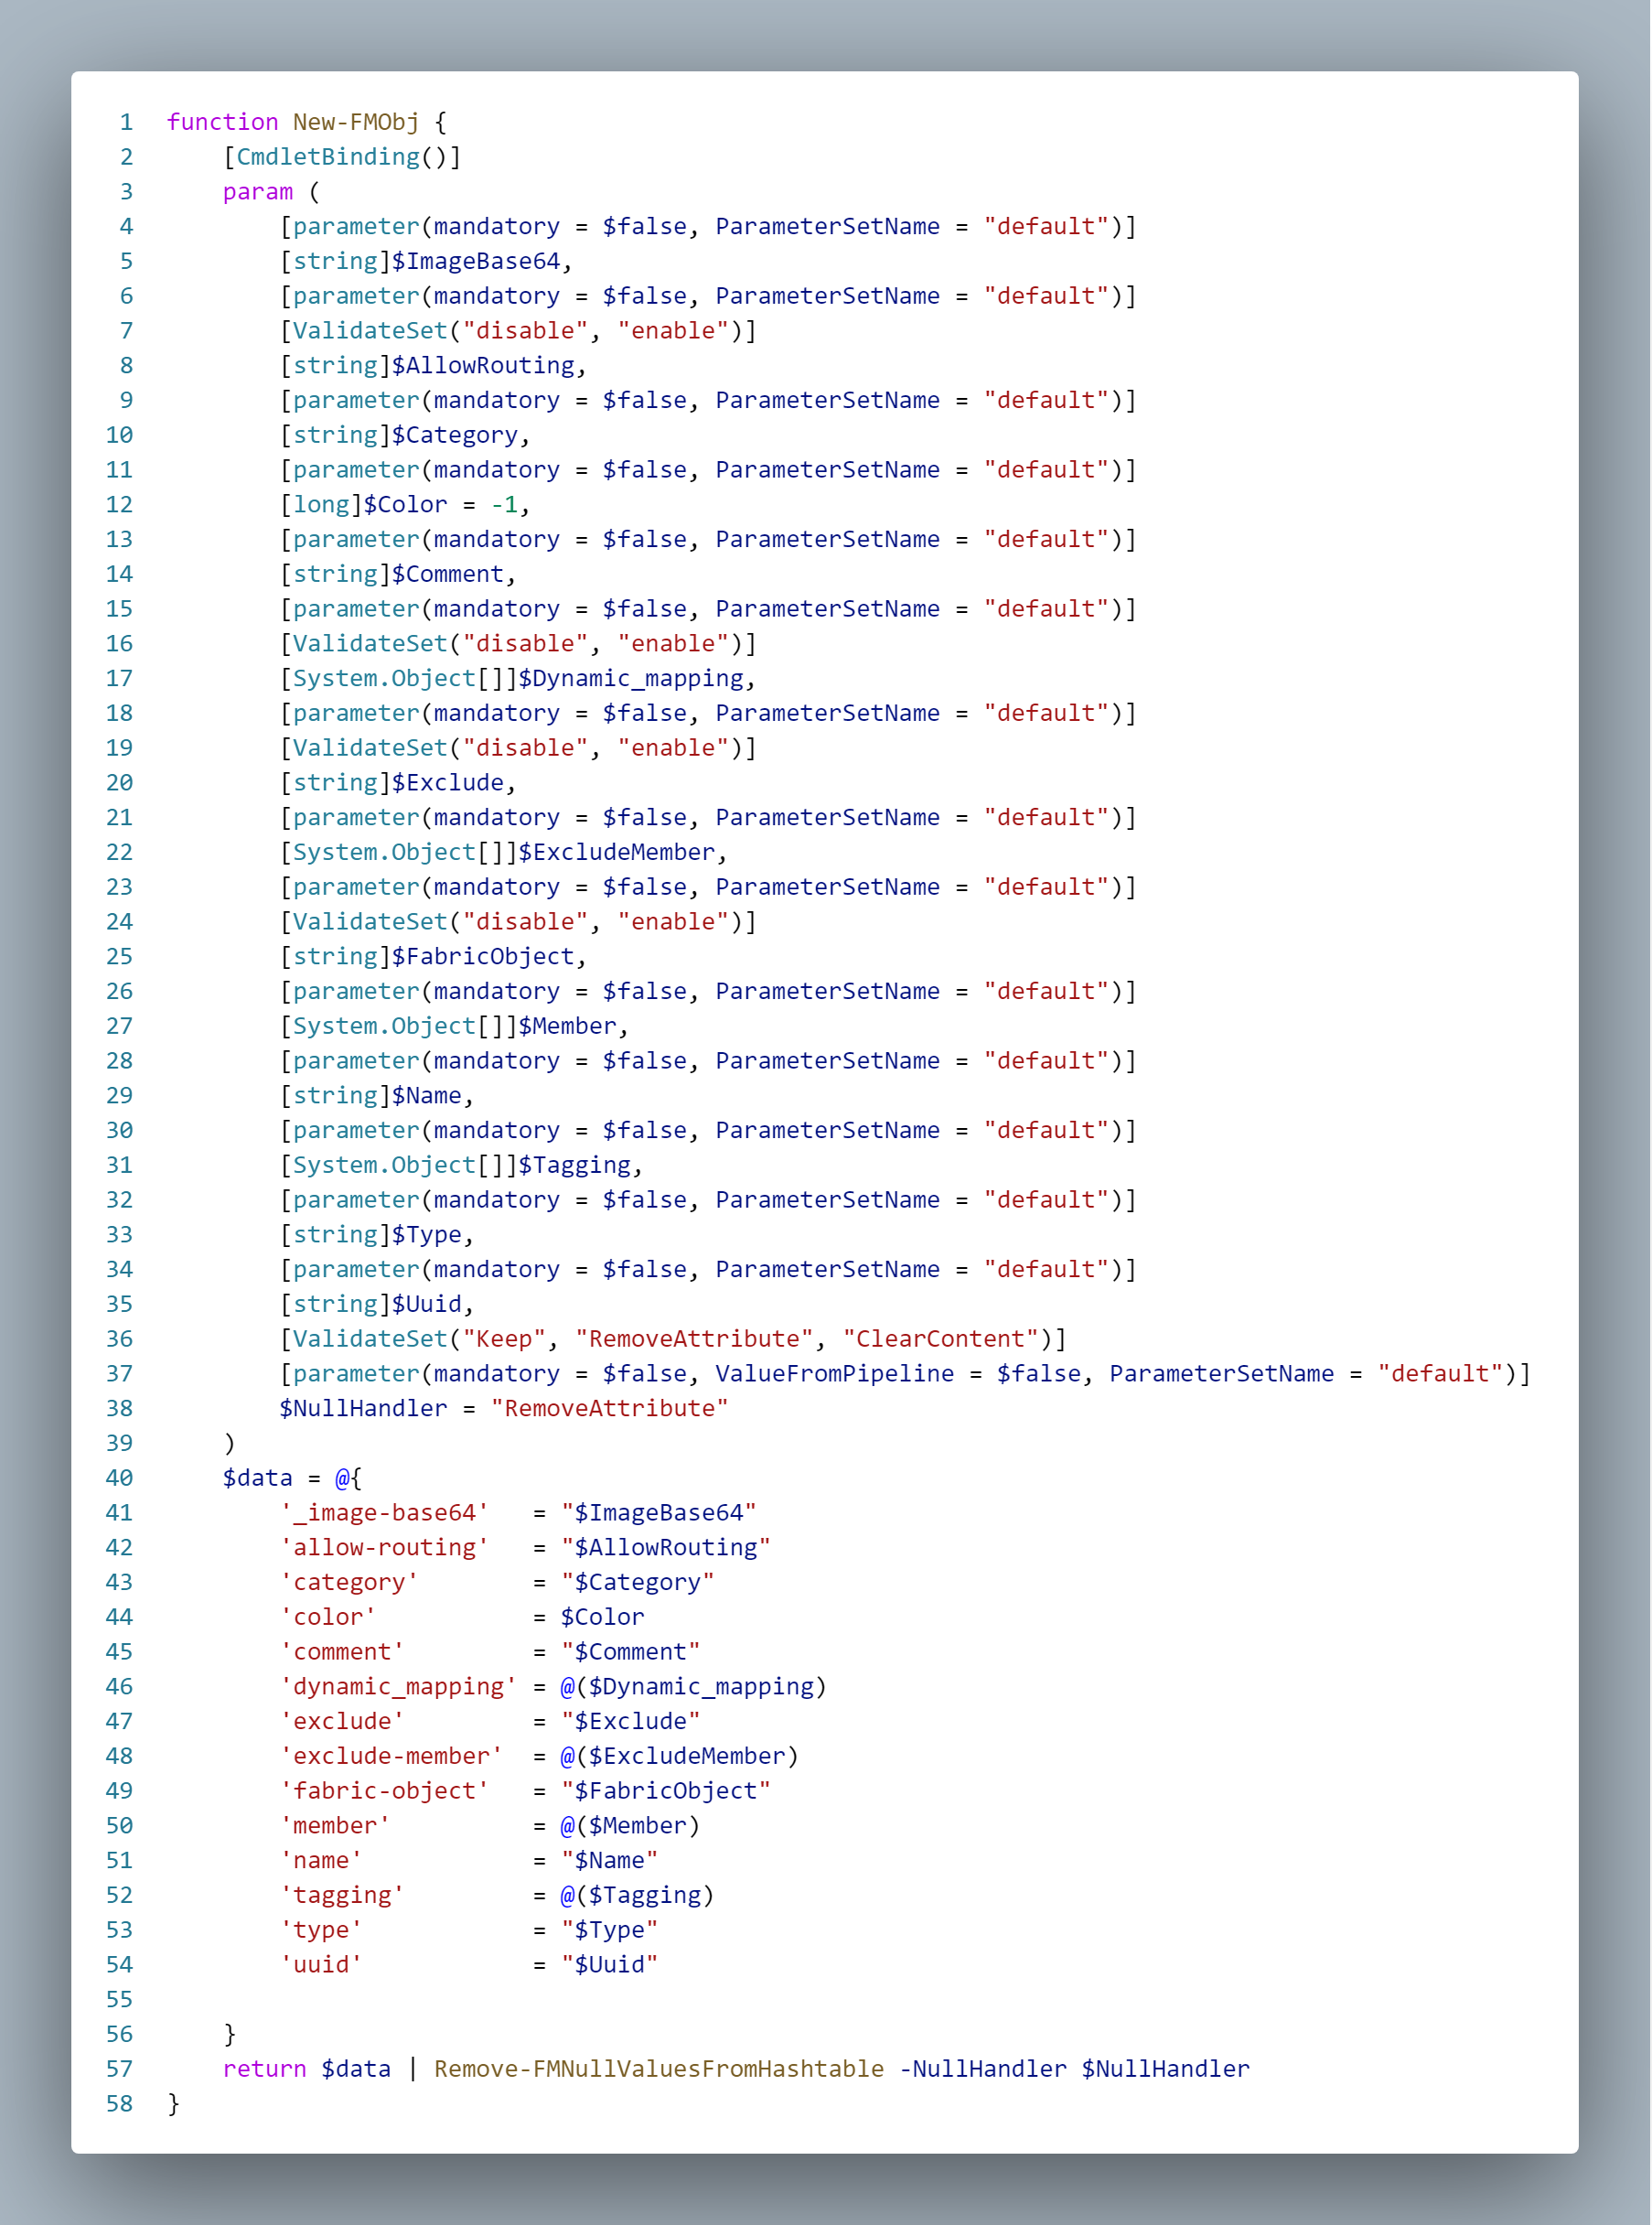 1 function New-FMObj {
2 [CmdletBinding()]
3 param (
4 [parameter(mandatory = $false, ParameterSetName = "default")]
5 [string]$ImageBase64,
6 [parameter(mandatory = $false, ParameterSetName = "default")]
7 [ValidateSet("disable", "enable")]
8 [string]$AllowRouting,
9 [parameter(mandatory = $false, ParameterSetName = "default")]
10 [string]$Category,
11 [parameter(mandatory = $false, ParameterSetName = "default")]
12 [long]$Color = -1,
13 [parameter(mandatory = $false, ParameterSetName = "default")]
14 [string]$Comment,
15 [parameter(mandatory = $false, ParameterSetName = "default")]
16 [ValidateSet("disable", "enable")]
17 [System.Object[]]$Dynamic_mapping,
18 [parameter(mandatory = $false, ParameterSetName = "default")]
19 [ValidateSet("disable", "enable")]
20 [string]$Exclude,
21 [parameter(mandatory = $false, ParameterSetName = "default")]
22 [System.Object[]]$ExcludeMember,
23 [parameter(mandatory = $false, ParameterSetName = "default")]
24 [ValidateSet("disable", "enable")]
25 [string]$FabricObject,
26 [parameter(mandatory = $false, ParameterSetName = "default")]
27 [System.Object[]]$Member,
28 [parameter(mandatory = $false, ParameterSetName = "default")]
29 [string]$Name,
30 [parameter(mandatory = $false, ParameterSetName = "default")]
31 [System.Object[]]$Tagging,
32 [parameter(mandatory = $false, ParameterSetName = "default")]
33 [string]$Type,
34 [parameter(mandatory = $false, ParameterSetName = "default")]
35 [string]$Uuid,
36 [ValidateSet("Keep", "RemoveAttribute", "ClearContent")]
37 [parameter(mandatory = $false, ValueFromPipeline = $false, ParameterSetName = "default")]
38 $NullHandler = "RemoveAttribute"
39 )
40 $data = @{
41 '_image-base64' = "$ImageBase64"
42 'allow-routing' = "$AllowRouting"
43 'category' = "$Category"
44 'color' = $Color
45 'comment' = "$Comment"
46 'dynamic_mapping' = @($Dynamic_mapping)
47 'exclude' = "$Exclude"
48 'exclude-member' = @($ExcludeMember)
49 'fabric-object' = "$FabricObject"
50 'member' = @($Member)
51 'name' = "$Name"
52 'tagging' = @($Tagging)
53 'type' = "$Type"
54 'uuid' = "$Uuid"
55
56 }
57 return $data | Remove-FMNullValuesFromHashtable -NullHandler $NullHandler
58 }